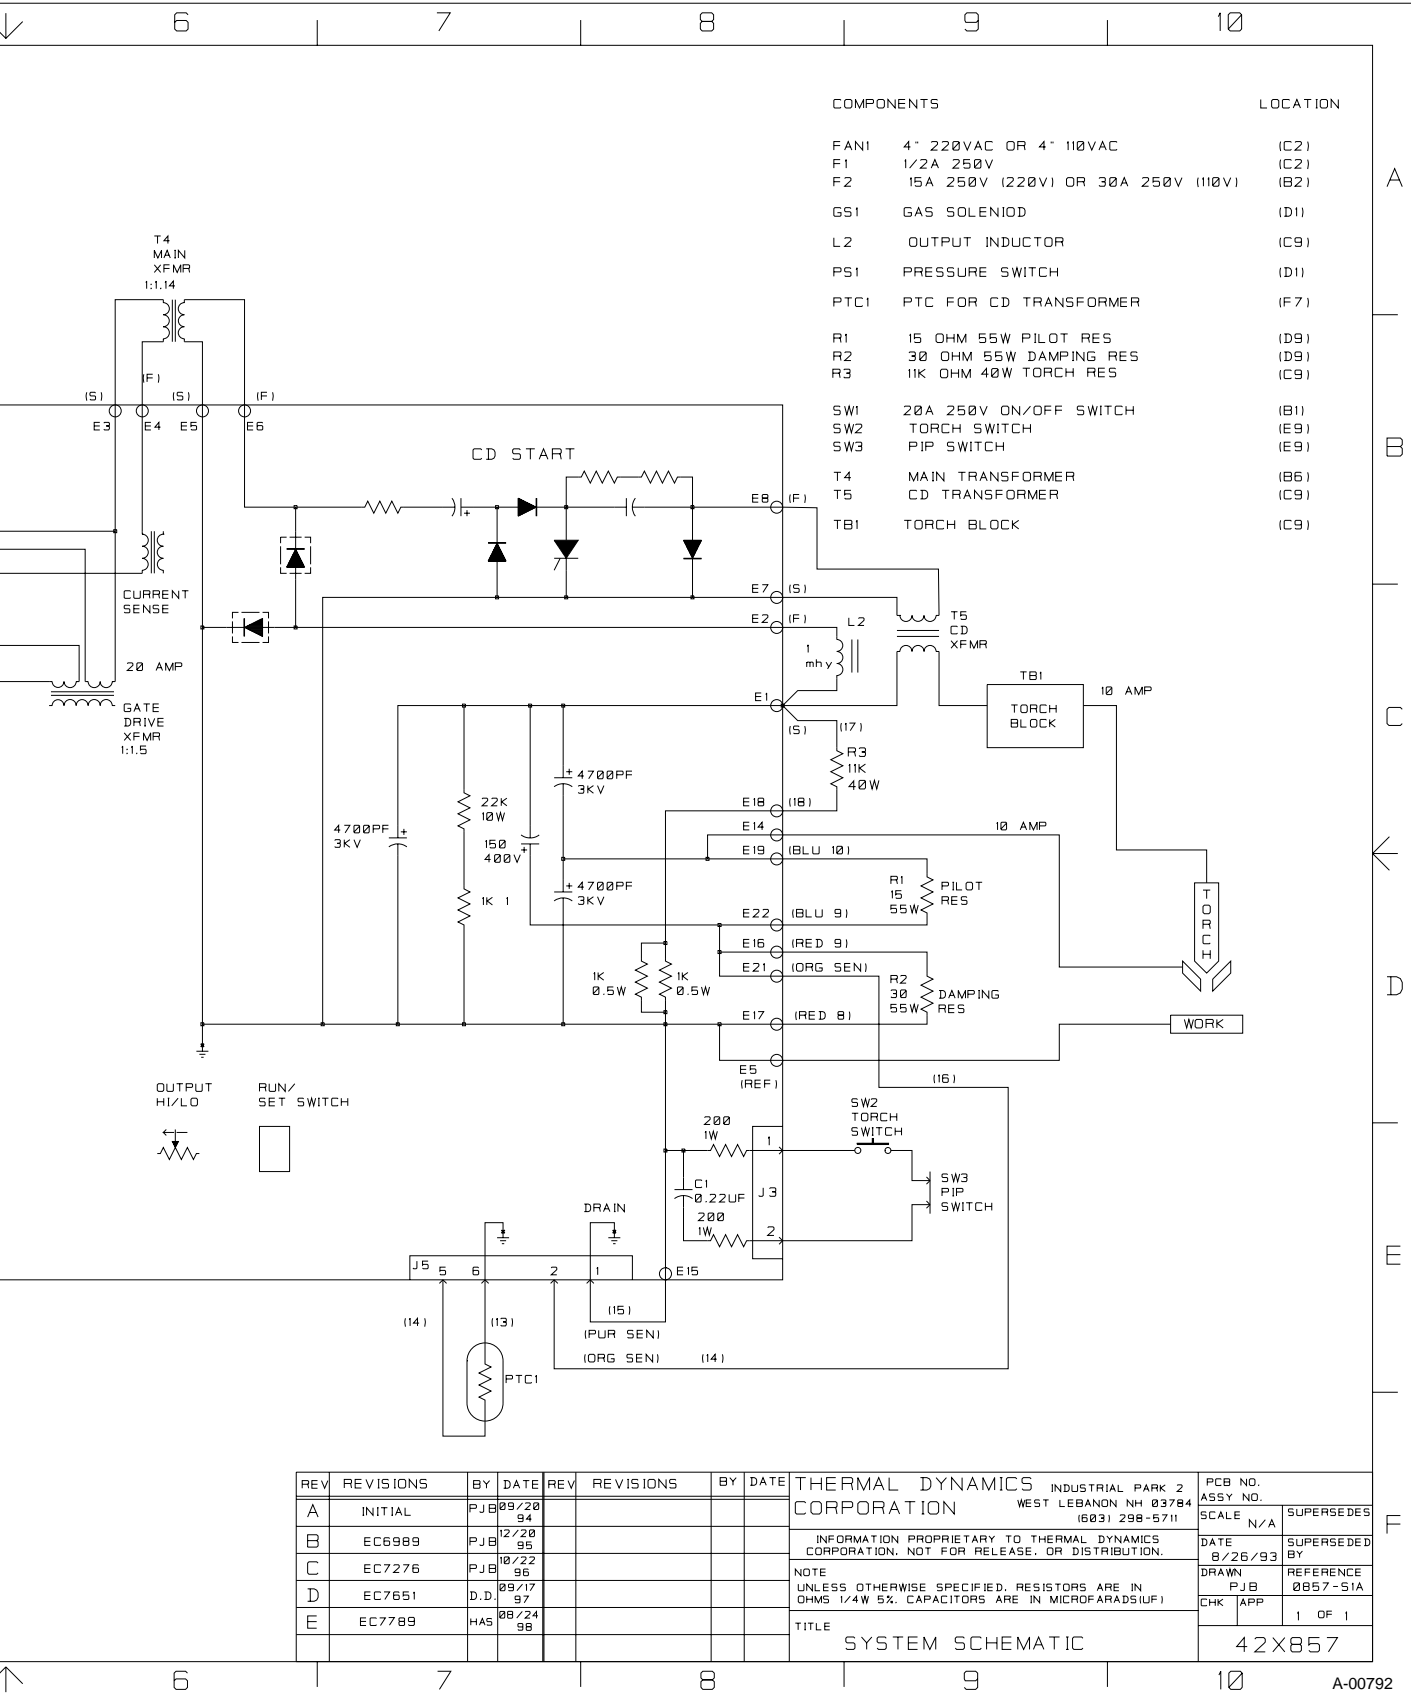 6 7 8 9 10
COMPONENTS LOCATION
FAN1 4" 220VAC OR 4" 110VAC (C2)
F1 1/2A 250V (C2)
F2 15A 250V (220V) OR 30A 250V (110V) (B2)
GS1 GAS SOLENIOD (D1)
L2 OUTPUT INDUCTOR (C9)
PS1 PRESSURE SWITCH (D1)
PTC1 PTC FOR CD TRANSFORMER (F7)
R1 15 OHM 55W PILOT RES (D9)
R2 30 OHM 55W DAMPING RES (D9)
R3 11K OHM 40W TORCH RES (C9)
SW1 20A 250V ON/OFF SWITCH (B1)
SW2 TORCH SWITCH (E9)
SW3 PIP SWITCH (E9)
T4 MAIN TRANSFORMER (B6)
T5 CD TRANSFORMER (C9)
TB1 TORCH BLOCK (C9)
A
B
C
D
E
F
T4
MAIN
XFMR
1:1.14
(F)
(S) (S) (F)
E3 E4 E5 E6
CD START
E8 (F)
CURRENT
SENSE
E7 (S)
E2 (F) L2
T5
CD
XFMR
1
mhy
20 AMP
GATE
DRIVE
XFMR
1:1.5
E1
(S) (17)
TB1
TORCH
BLOCK
10 AMP
R3
11K
40W
4700PF
3KV
22K
10W
4700PF
3KV
150
400V
E18 (18)
E14 10 AMP
E19 (BLU 10)
4700PF
3KV
1K 1
R1
15
55W
PILOT
RES
TORCH
E22 (BLU 9)
E16 (RED 9)
E21 (ORG SEN)
1K
0.5W
1K
0.5W
R2
30
55W
DAMPING
RES
E17 (RED 8)
WORK
E5
(REF)
(16)
OUTPUT
HI/LO
RUN/
SET SWITCH
SW2
TORCH
SWITCH
200
1W
1
C1
0.22UF
J3
SW3
PIP
SWITCH
200
1W
2
DRAIN
J5 5 6 2 1
E15
(14) (13) (15)
(PUR SEN)
(ORG SEN) (14)
PTC1
REV REVISIONS BY DATE REV REVISIONS BY DATE
A INITIAL PJB 09/20 94
B EC6989 PJB 12/20 95
C EC7276 PJB 10/22 96
D EC7651 D.D. 09/17 97
E EC7789 HAS 08/24 98
THERMAL DYNAMICS INDUSTRIAL PARK 2
CORPORATION WEST LEBANON NH 03784
(603) 298-5711
INFORMATION PROPRIETARY TO THERMAL DYNAMICS
CORPORATION. NOT FOR RELEASE. OR DISTRIBUTION.
NOTE
UNLESS OTHERWISE SPECIFIED. RESISTORS ARE IN
OHMS 1/4W 5%. CAPACITORS ARE IN MICROFARADS(UF)
TITLE
SYSTEM SCHEMATIC
PCB NO.
ASSY NO.
SCALE N/A SUPERSEDES
DATE 8/26/93 SUPERSEDED BY
DRAWN PJB REFERENCE 0857-S1A
CHK APP 1 OF 1
42X857
6 7 8 9 10
A-00792